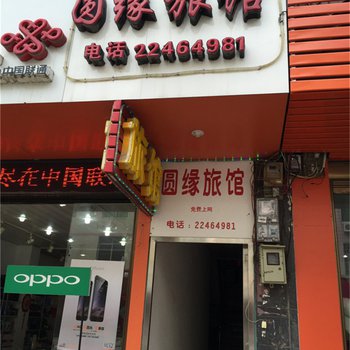 圆缘旅馆
电话 22464981
中国联通
尽在中国联
圆缘旅馆
免费上网
电话：22464981
oppo